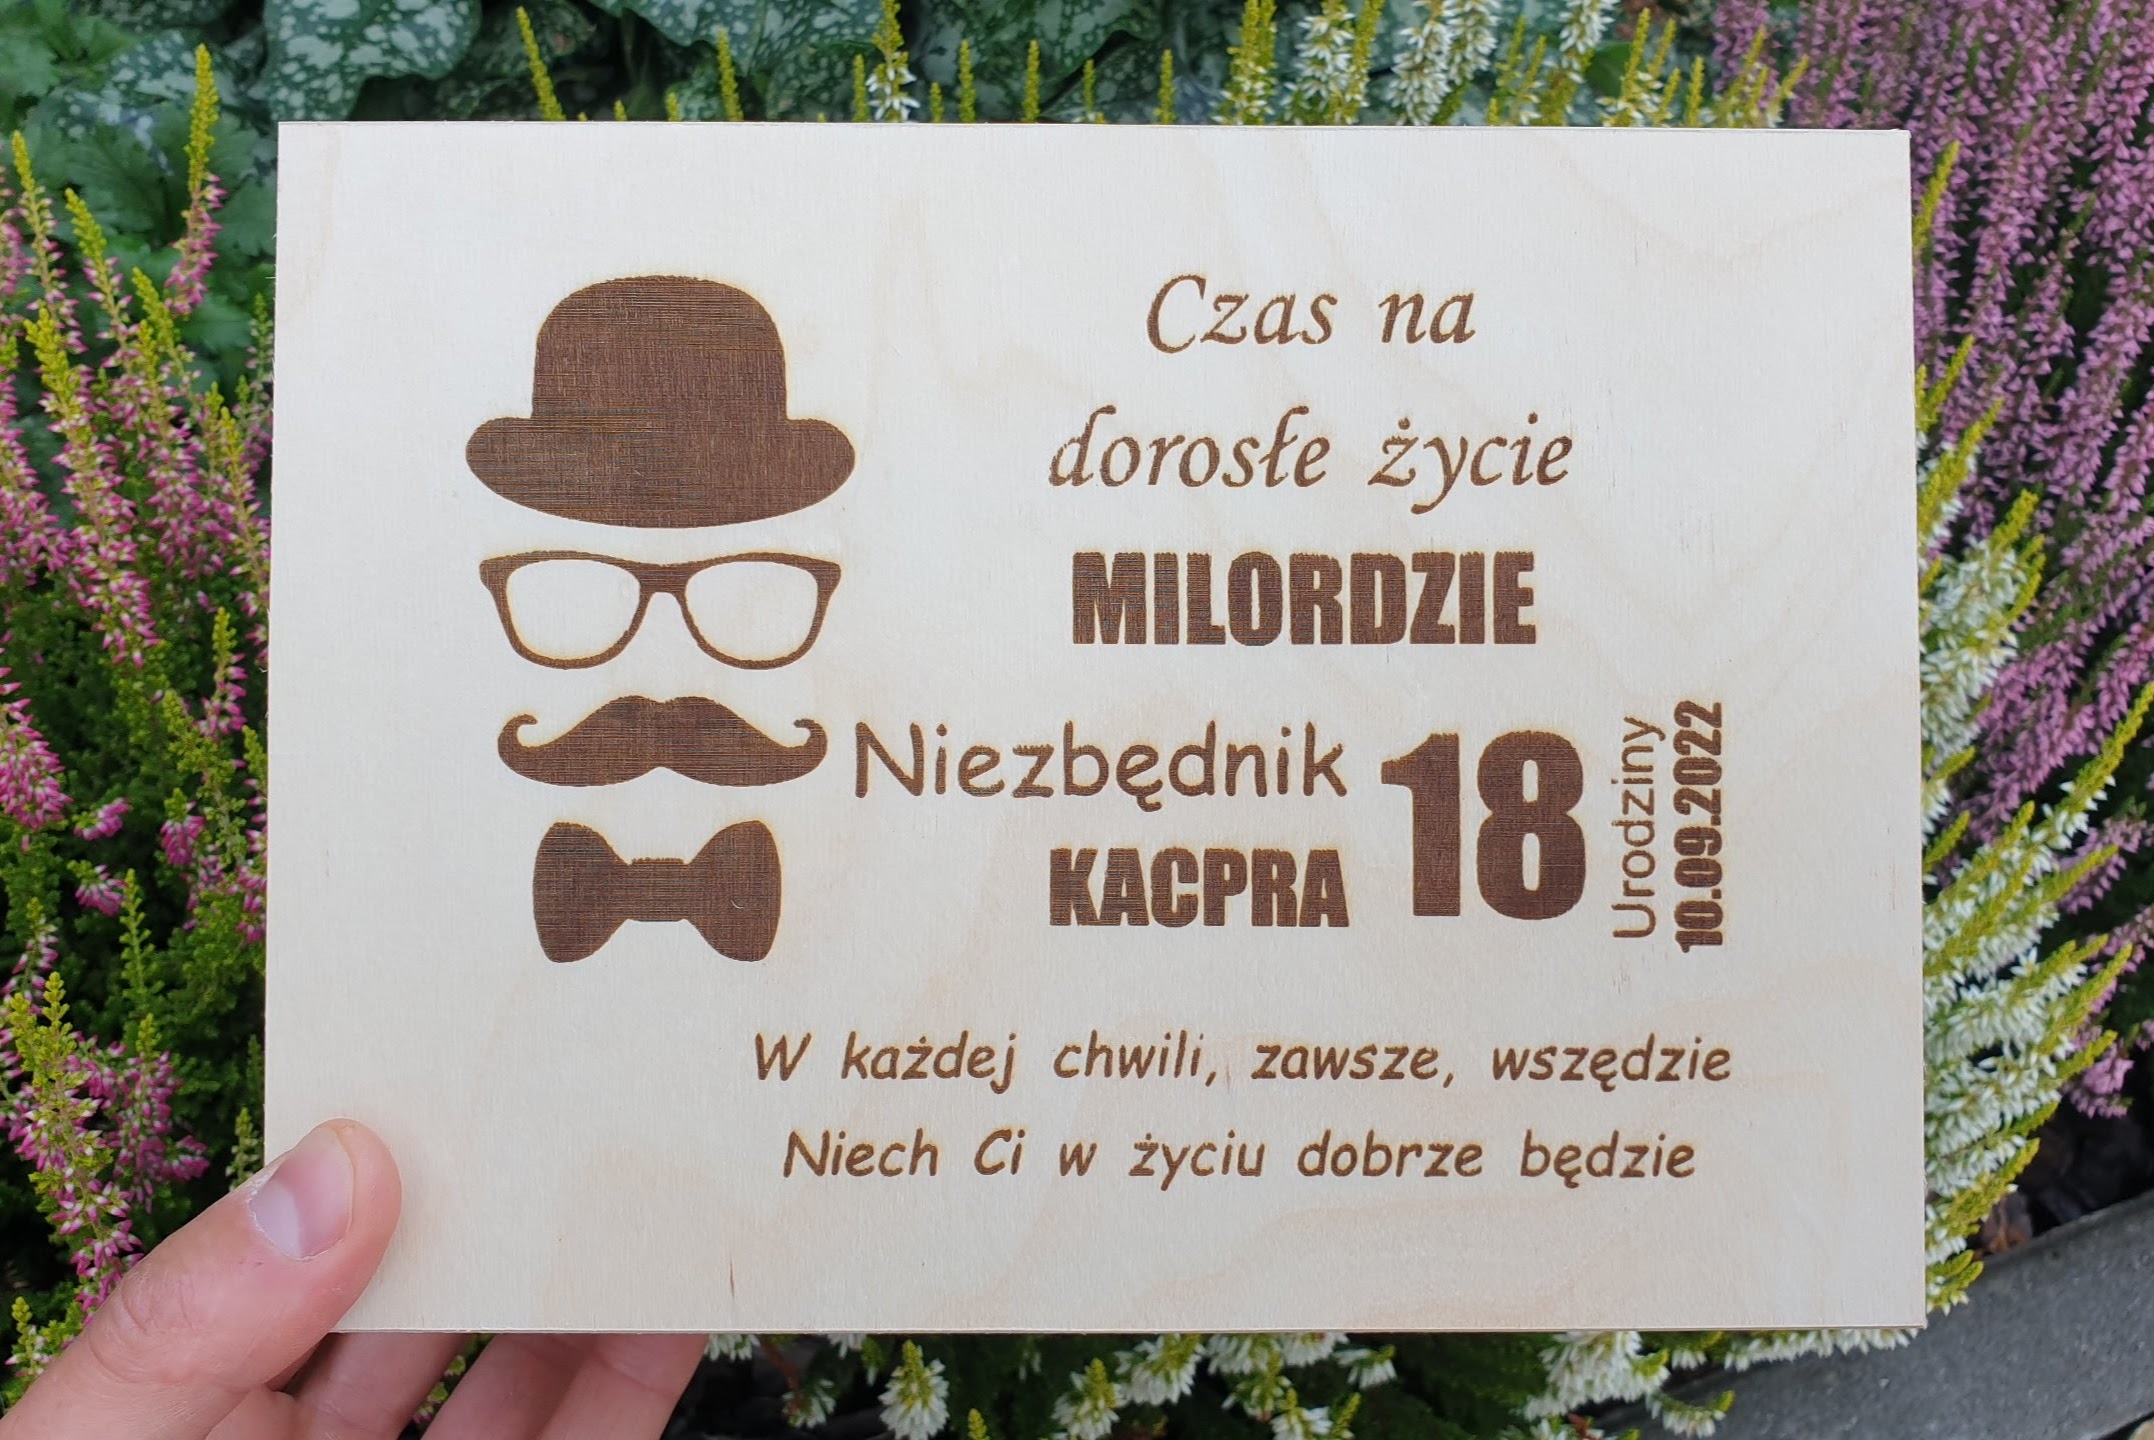 Czas na
dorosłe życie
MILORDZIE
Niezbędnik
KACPRA
18
Urodziny
10.09.2022
W każdej chwili, zawsze, wszędzie
Niech Ci w życiu dobrze będzie